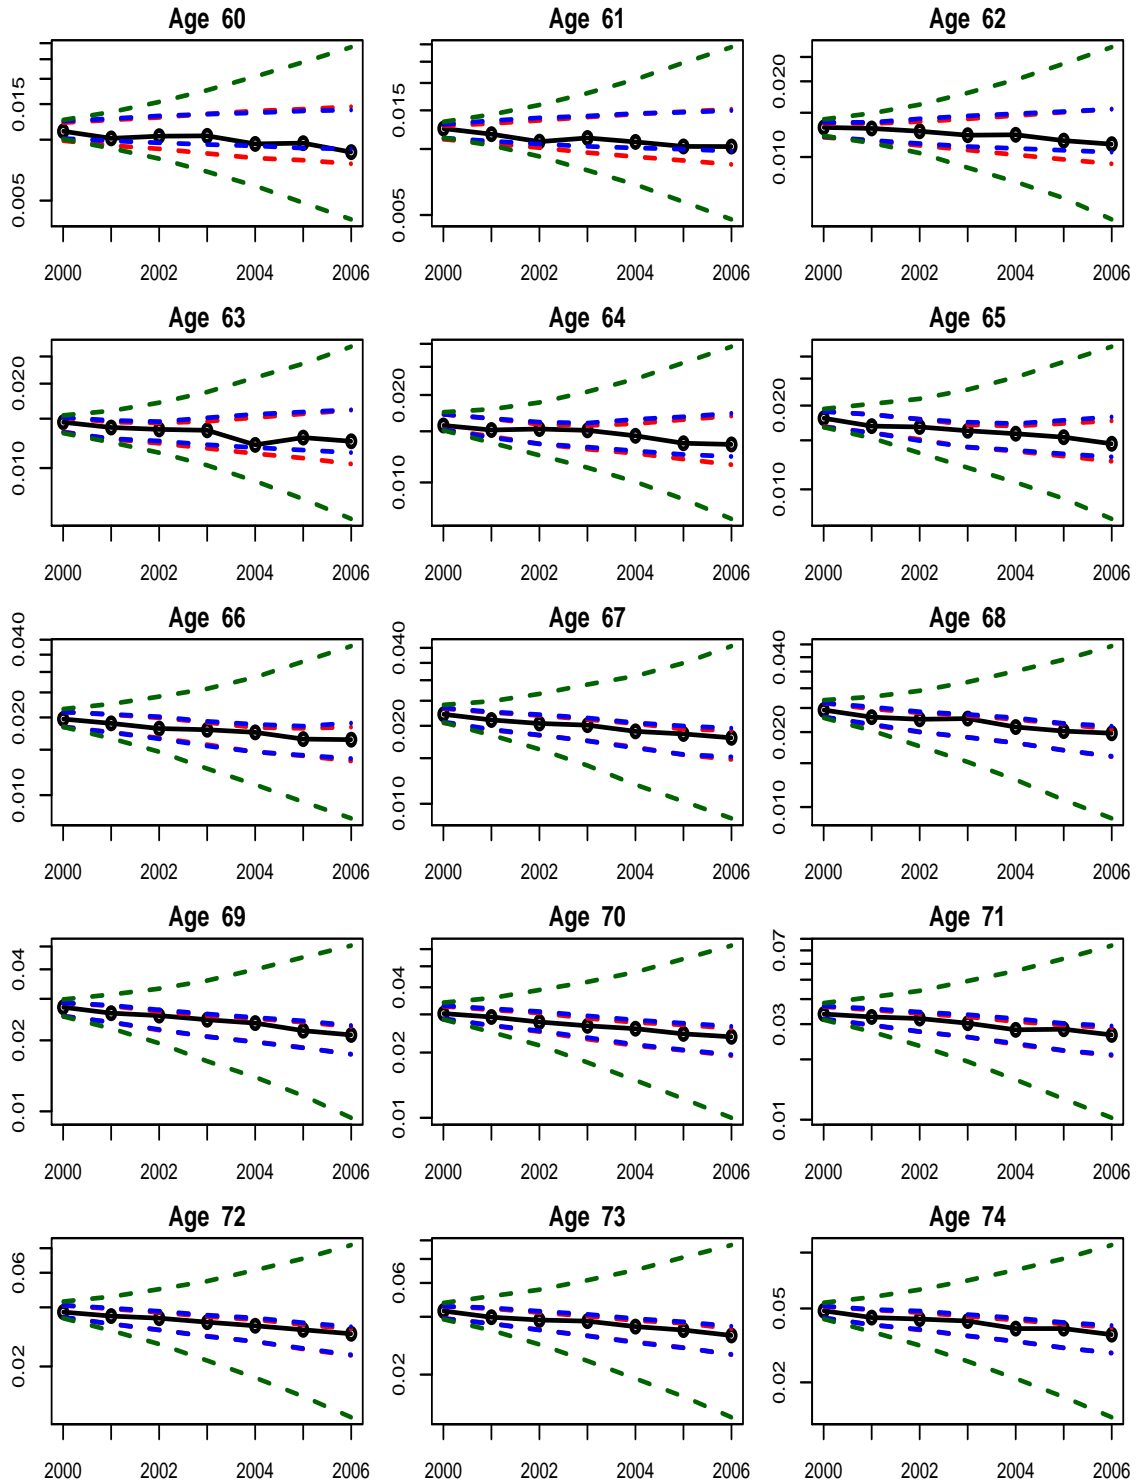 Age 60
0.005 0.015
2000 2002 2004 2006
Age 61
0.005 0.015
2000 2002 2004 2006
Age 62
0.010 0.020
2000 2002 2004 2006
Age 63
0.010 0.020
2000 2002 2004 2006
Age 64
0.010 0.020
2000 2002 2004 2006
Age 65
0.010 0.020
2000 2002 2004 2006
Age 66
0.010 0.020 0.040
2000 2002 2004 2006
Age 67
0.010 0.020 0.040
2000 2002 2004 2006
Age 68
0.010 0.020 0.040
2000 2002 2004 2006
Age 69
0.01 0.02 0.04
2000 2002 2004 2006
Age 70
0.01 0.02 0.04
2000 2002 2004 2006
Age 71
0.01 0.03 0.07
2000 2002 2004 2006
Age 72
0.02 0.06
2000 2002 2004 2006
Age 73
0.02 0.06
2000 2002 2004 2006
Age 74
0.02 0.05
2000 2002 2004 2006